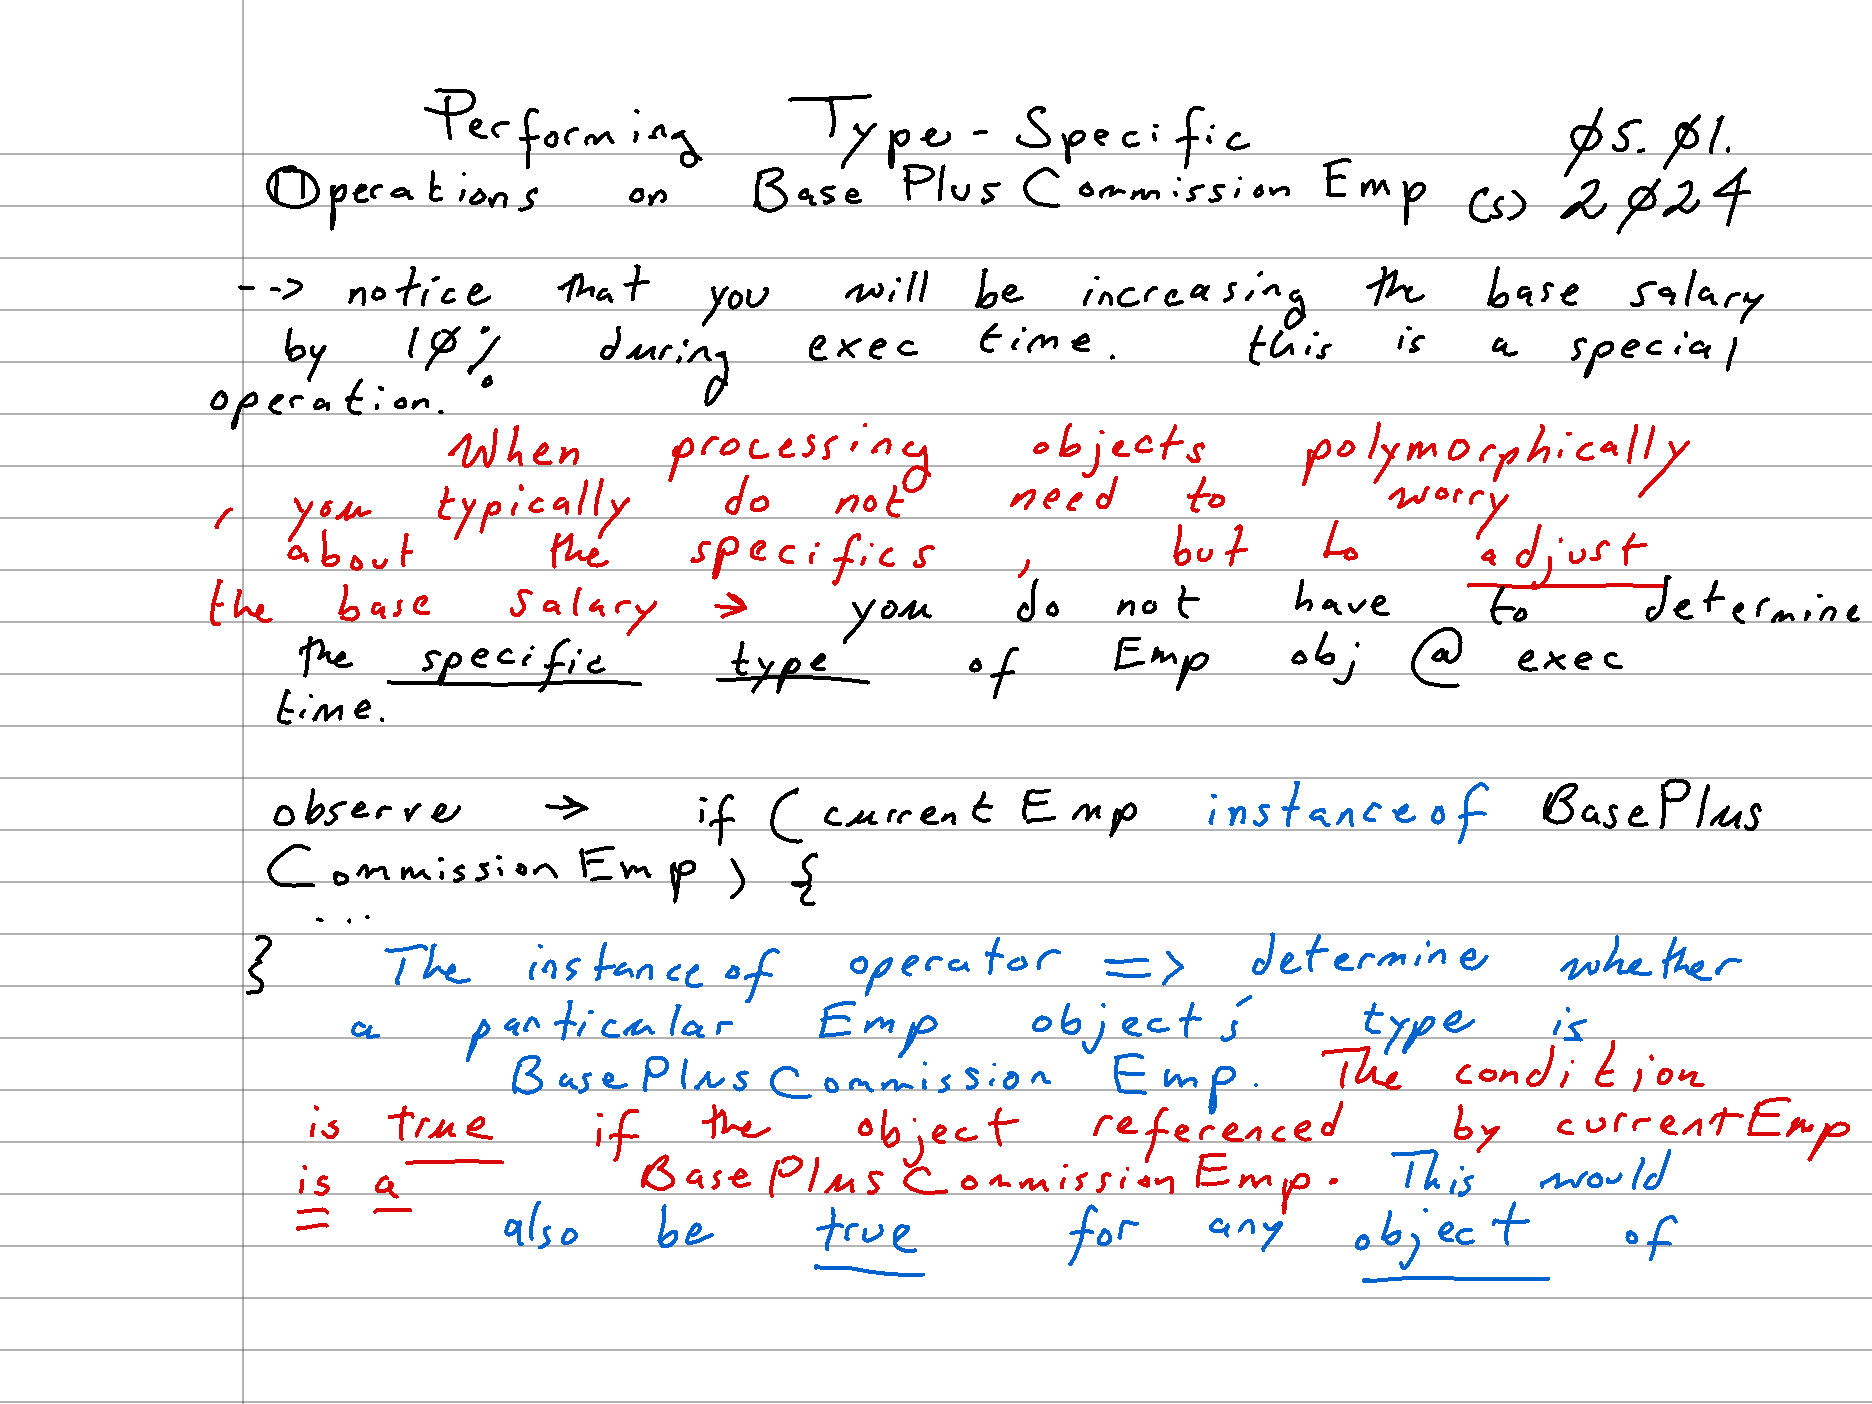 Performing Type-Specific Ø5. Ø1.
Operations on BasePlusCommissionEmp (s) 2Ø24
--> notice that you will be increasing the base salary
by 1Ø% during exec time. this is a special
operation.
When processing objects polymorphically
, you typically do not need to worry
about the specifics, but to adjust
the base salary → you do not have to determine
the specific type of Emp obj @ exec
time.
observe → if (currentEmp instanceof BasePlus
CommissionEmp) {
...
} The instanceof operator => determine whether
a particular Emp object's type is
BasePlusCommissionEmp. The condition
is true if the object referenced by currentEmp
is a BasePlusCommissionEmp. This would
also be true for any object of